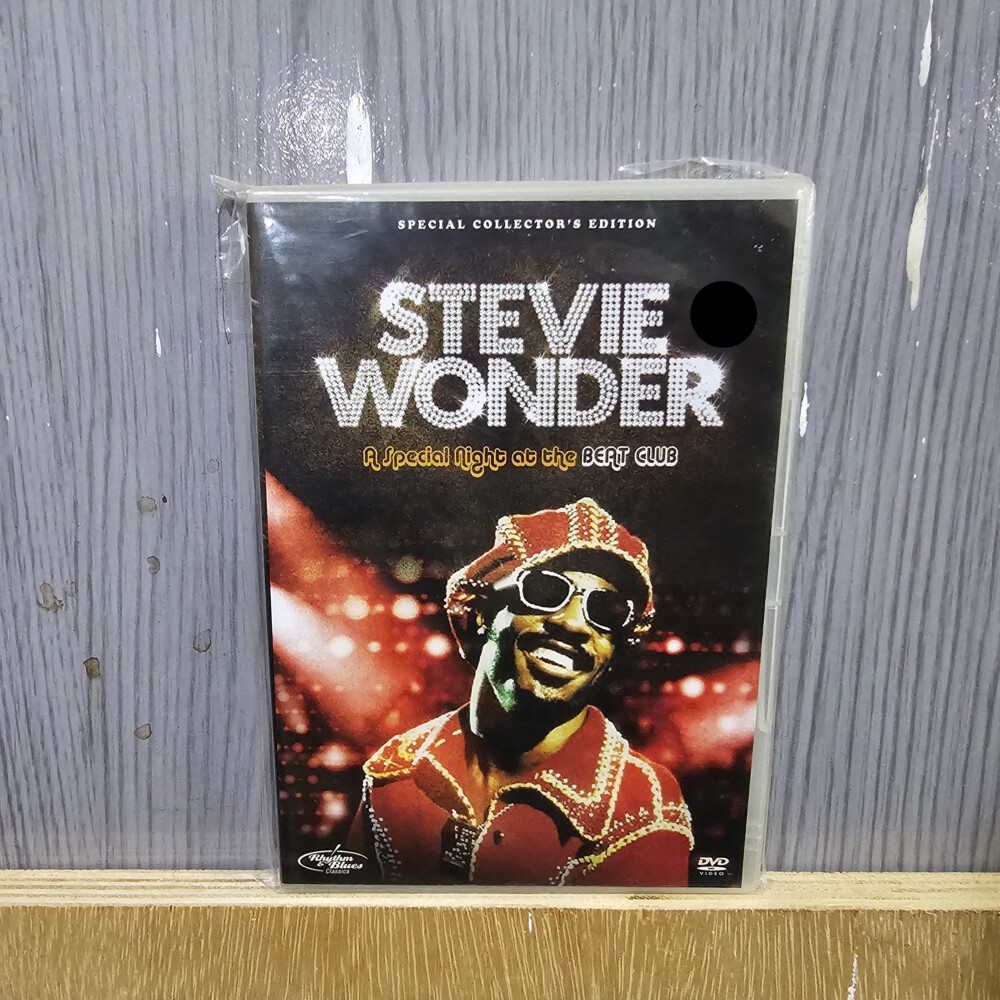 SPECIAL COLLECTOR'S EDITION
STEVIE
WONDER
A Special Night at the BEAT CLUB
Rhythm
& Blues
Classics
DVD
VIDEO